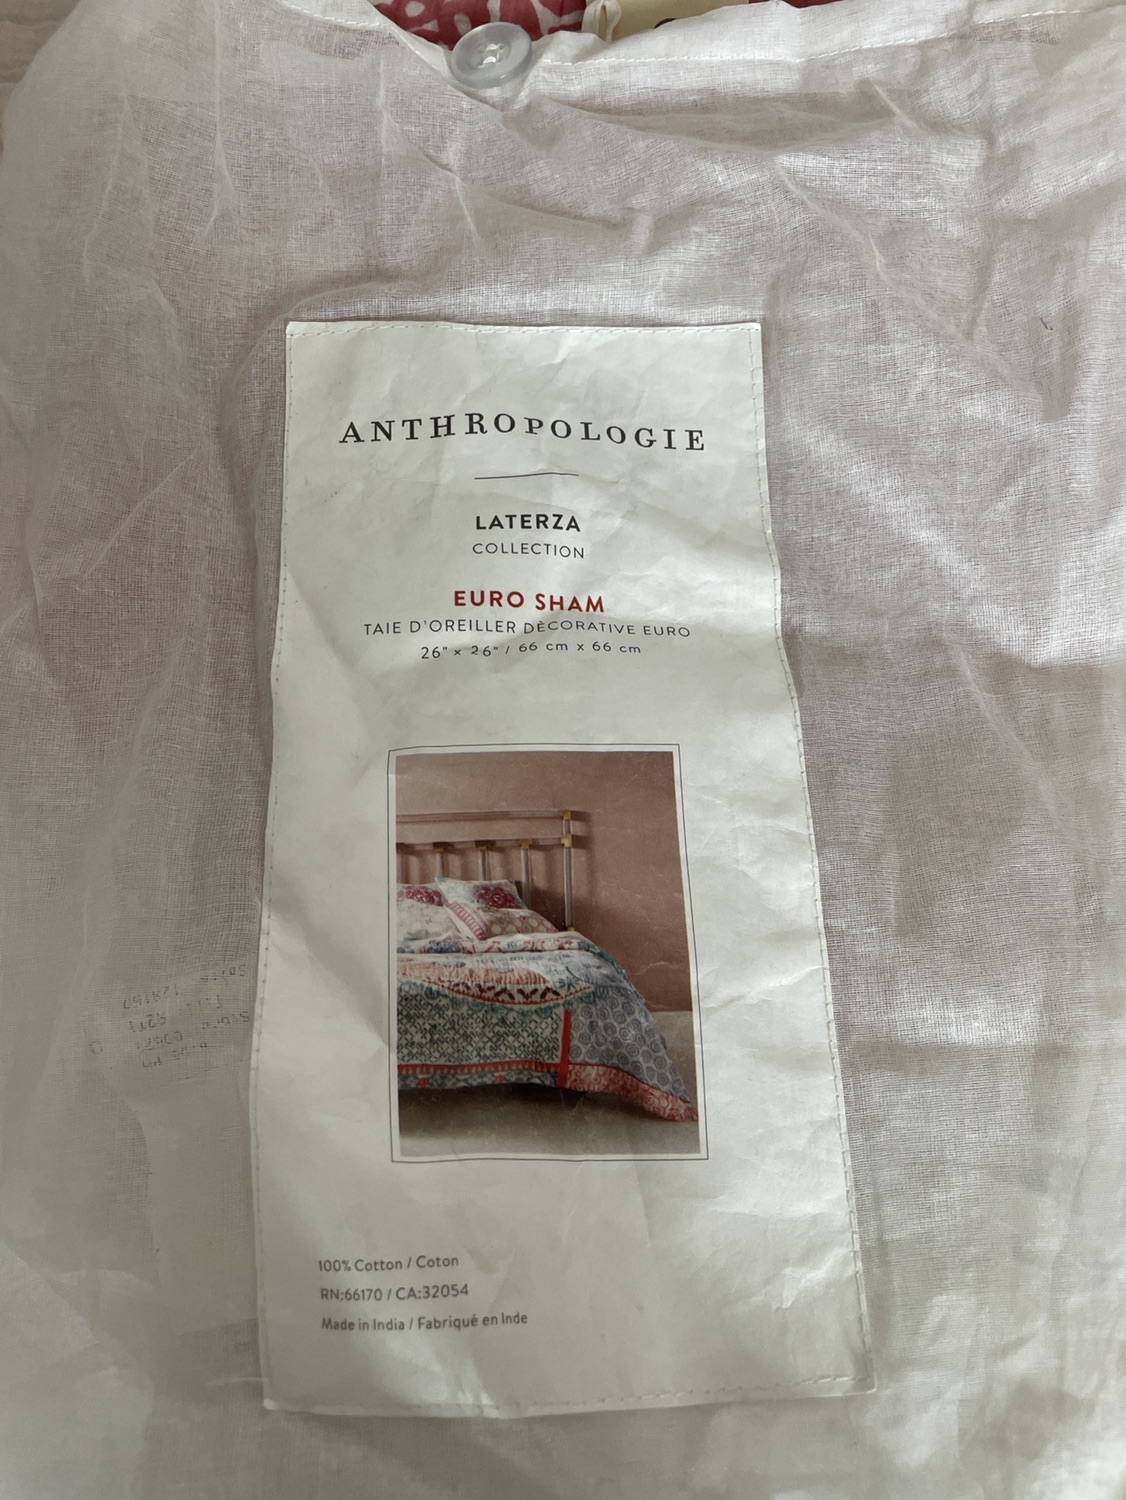 ANTHROPOLOGIE
LATERZA
COLLECTION
EURO SHAM
TAIE D'OREILLER DÈCORATIVE EURO
26" x 26" / 66 cm x 66 cm
100% Cotton / Coton
RN:66170 / CA:32054
Made in India / Fabriqué en Inde